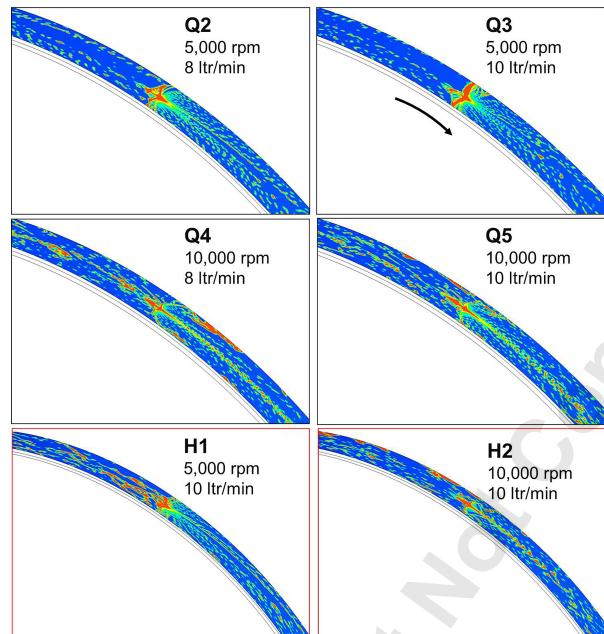 Q2
5,000 rpm
8 ltr/min
Q3
5,000 rpm
10 ltr/min
Q4
10,000 rpm
8 ltr/min
Q5
10,000 rpm
10 ltr/min
H1
5,000 rpm
10 ltr/min
H2
10,000 rpm
10 ltr/min
Not